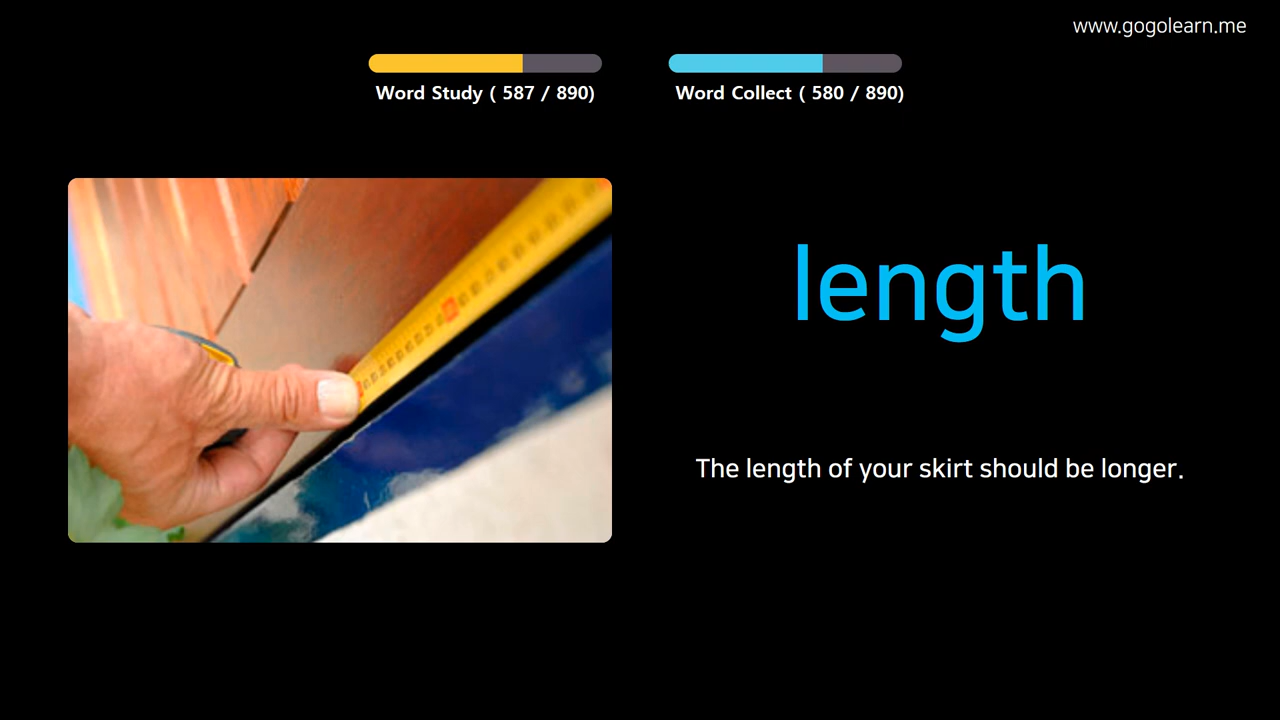 www.gogolearn.me
Word Study ( 587 / 890)
Word Collect ( 580 / 890)
length
The length of your skirt should be longer.